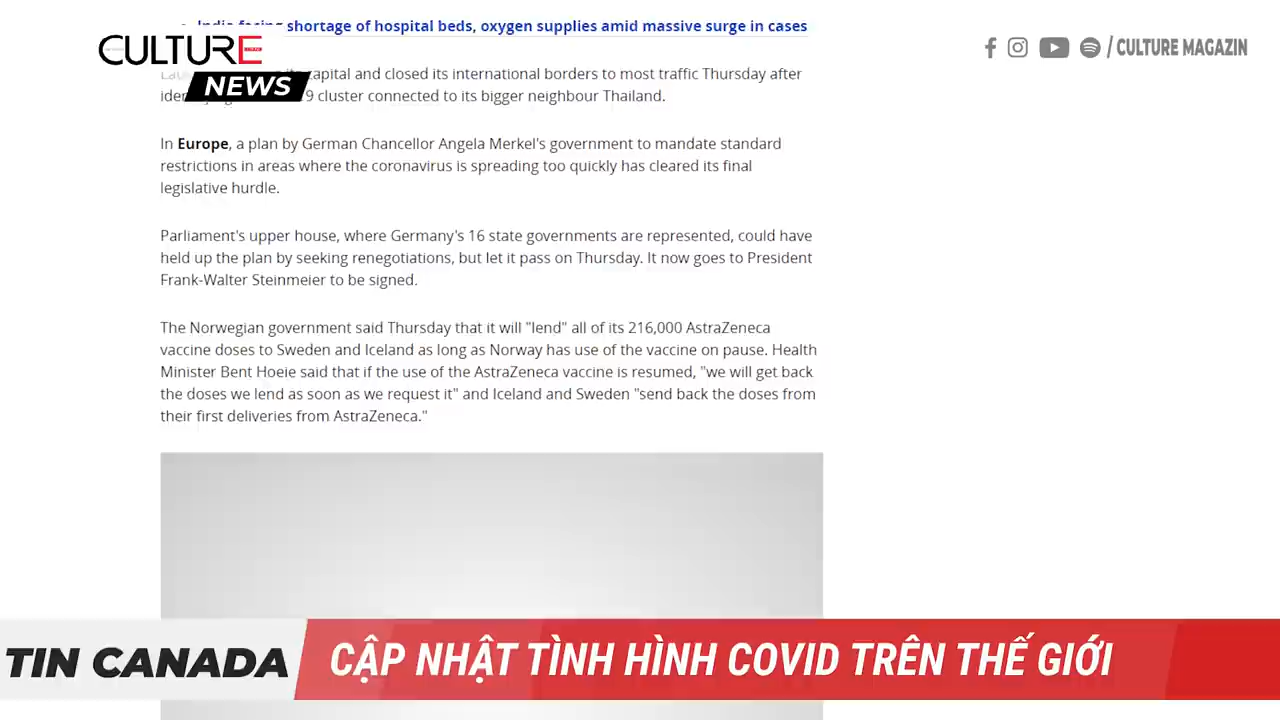 India facing shortage of hospital beds, oxygen supplies amid massive surge in cases
CULTURE
NEWS
/ CULTURE MAGAZIN
capital and closed its international borders to most traffic Thursday after
cluster connected to its bigger neighbour Thailand.
In Europe, a plan by German Chancellor Angela Merkel's government to mandate standard
restrictions in areas where the coronavirus is spreading too quickly has cleared its final
legislative hurdle.
Parliament's upper house, where Germany's 16 state governments are represented, could have
held up the plan by seeking renegotiations, but let it pass on Thursday. It now goes to President
Frank-Walter Steinmeier to be signed.
The Norwegian government said Thursday that it will "lend" all of its 216,000 AstraZeneca
vaccine doses to Sweden and Iceland as long as Norway has use of the vaccine on pause. Health
Minister Bent Hoeie said that if the use of the AstraZeneca vaccine is resumed, "we will get back
the doses we lend as soon as we request it" and Iceland and Sweden "send back the doses from
their first deliveries from AstraZeneca."
TIN CANADA
CẬP NHẬT TÌNH HÌNH COVID TRÊN THẾ GIỚI